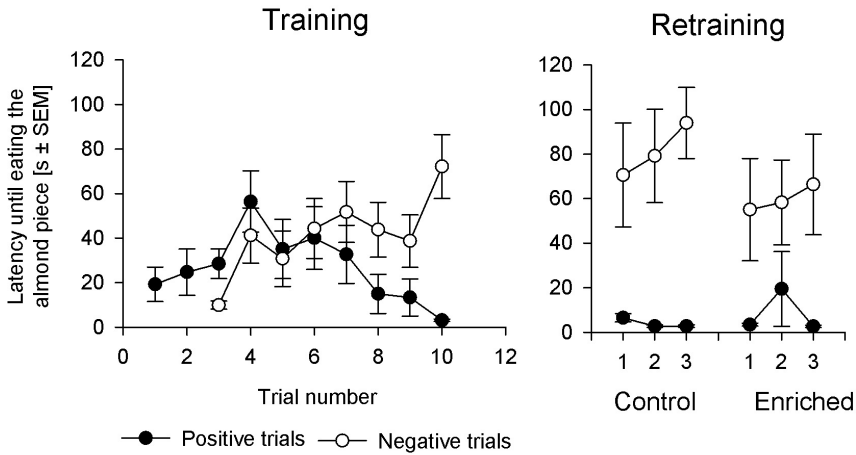 Training
Retraining
Latency until eating the
almond piece [s ± SEM]
120
100
80
60
40
20
0
0 2 4 6 8 10 12
Trial number
120
100
80
60
40
20
0
1 2 3 1 2 3
Control Enriched
Positive trials Negative trials